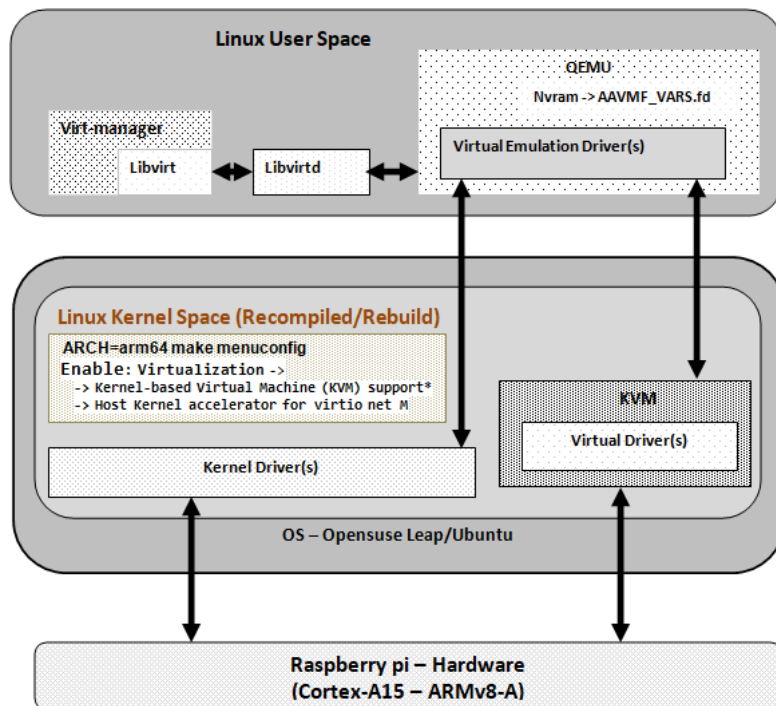 Linux User Space
QEMU
Nvram -> AAVMF_VARS.fd
Virt-manager
Virtual Emulation Driver(s)
Libvirt
Libvirtd
Linux Kernel Space (Recompiled/Rebuild)
ARCH=arm64 make menuconfig
Enable: Virtualization ->
-> Kernel-based Virtual Machine (KVM) support*
-> Host Kernel accelerator for virtio net M
KVM
Virtual Driver(s)
Kernel Driver(s)
OS – Opensuse Leap/Ubuntu
Raspberry pi – Hardware
(Cortex-A15 – ARMv8-A)